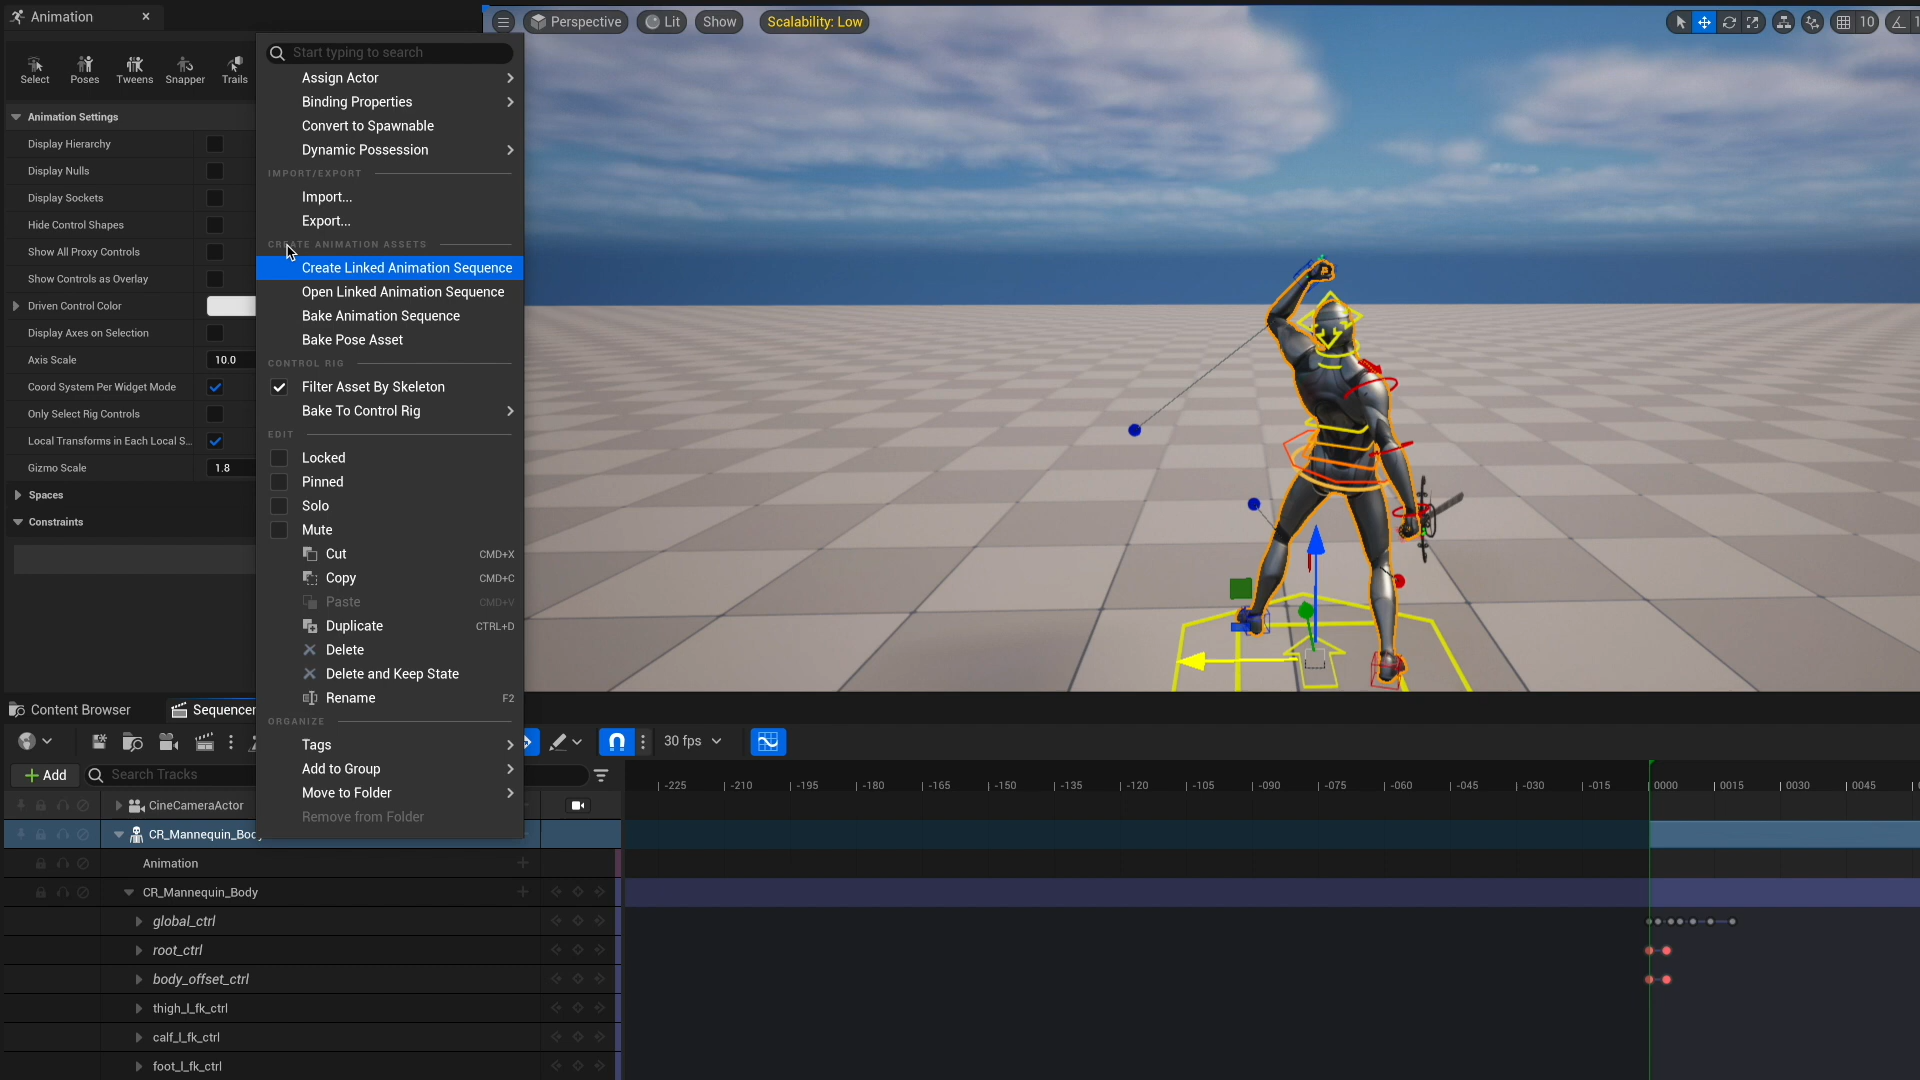 Animation
Perspective
Lit
Show
Scalability: Low
10
Select
Poses
Tweens
Snapper
Trails
Animation Settings
Display Hierarchy
Display Nulls
Display Sockets
Hide Control Shapes
Show All Proxy Controls
Show Controls as Overlay
Driven Control Color
Display Axes on Selection
Axis Scale
10.0
Coord System Per Widget Mode
Only Select Rig Controls
Local Transforms in Each Local S...
Gizmo Scale
1.8
Spaces
Constraints
Start typing to search
Assign Actor
Binding Properties
Convert to Spawnable
Dynamic Possession
IMPORT/EXPORT
Import...
Export...
CREATE ANIMATION ASSETS
Create Linked Animation Sequence
Open Linked Animation Sequence
Bake Animation Sequence
Bake Pose Asset
CONTROL RIG
Filter Asset By Skeleton
Bake To Control Rig
EDIT
Locked
Pinned
Solo
Mute
Cut CMD+X
Copy CMD+C
Paste CMD+V
Duplicate CTRL+D
Delete
Delete and Keep State
Rename F2
ORGANIZE
Tags
Add to Group
Move to Folder
Remove from Folder
Content Browser
Sequencer
30 fps
Add
Search Tracks
-225 -210 -195 -180 -165 -150 -135 -120 -105 -090 -075 -060 -045 -030 -015 0000 0015 0030 0045
CineCameraActor
CR_Mannequin_Body
Animation
CR_Mannequin_Body
global_ctrl
root_ctrl
body_offset_ctrl
thigh_l_fk_ctrl
calf_l_fk_ctrl
foot_l_fk_ctrl